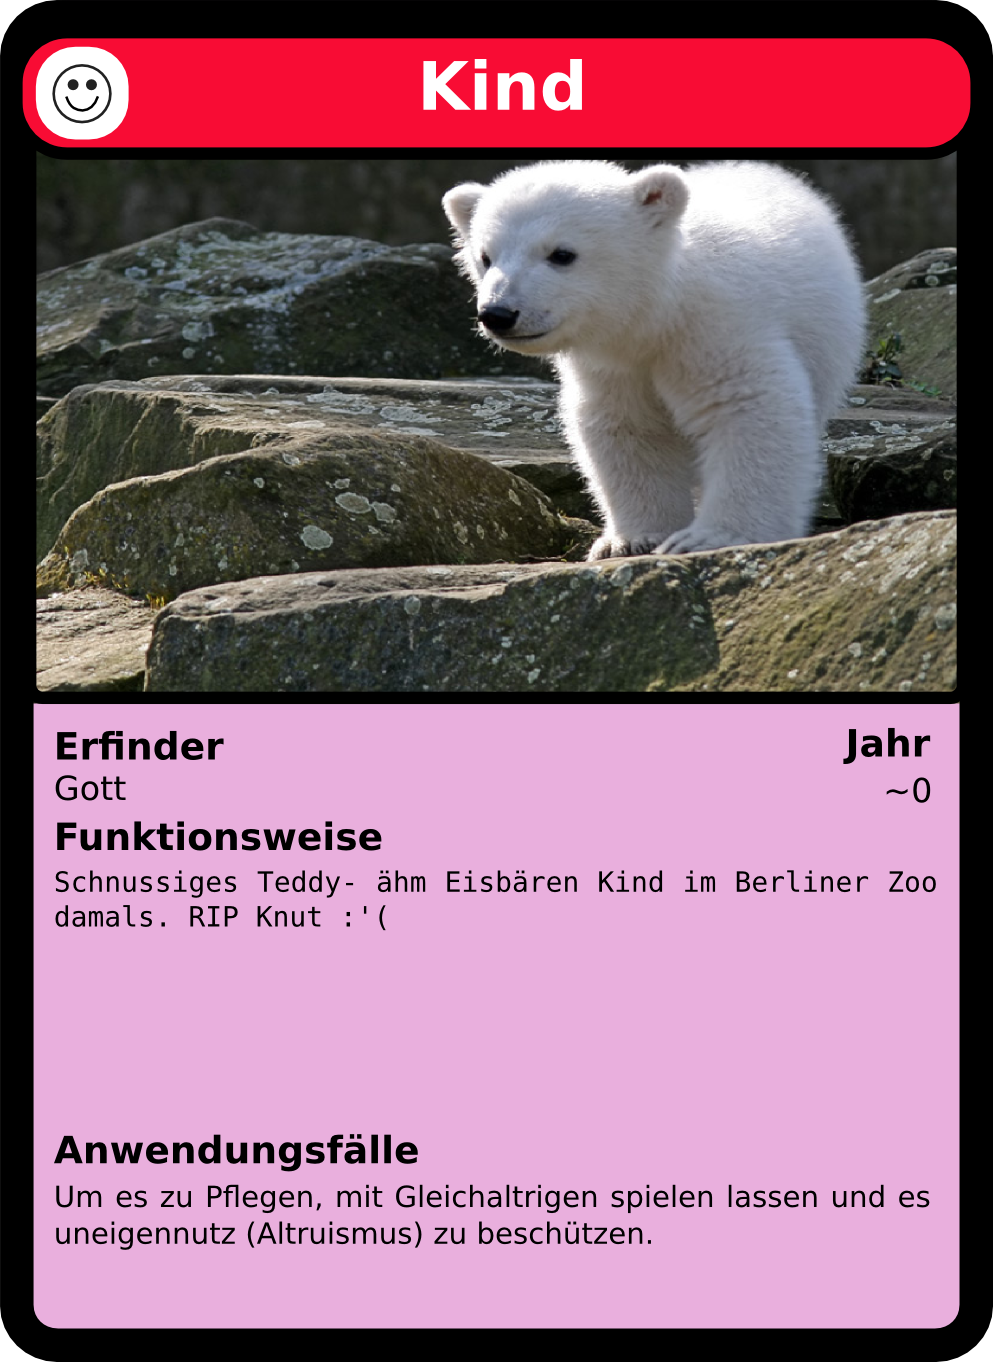 Kind
Erfinder
Jahr
Gott
~0
Funktionsweise
Schnussiges Teddy- ähm Eisbären Kind im Berliner Zoo
damals. RIP Knut :'(
Anwendungsfälle
Um es zu Pflegen, mit Gleichaltrigen spielen lassen und es
uneigennutz (Altruismus) zu beschützen.